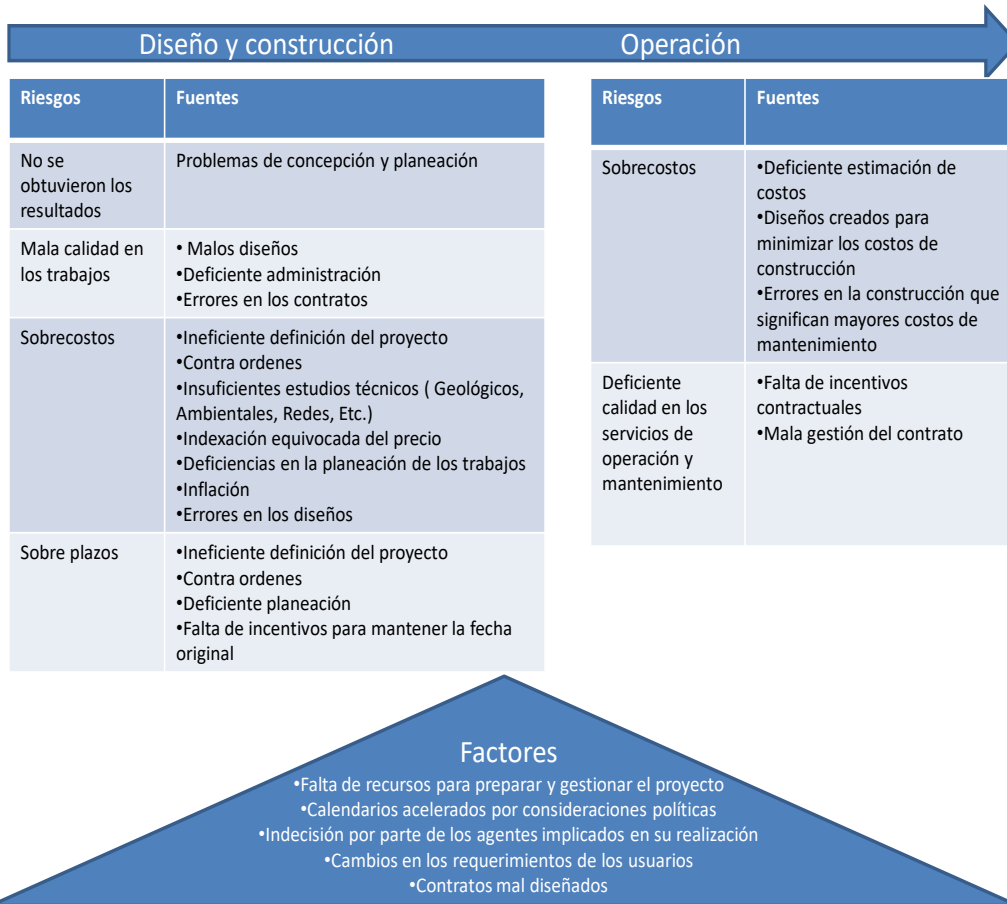 Diseño y construcción
Operación
Riesgos
Fuentes
No se
obtuvieron los
resultados
Problemas de concepción y planeación
Mala calidad en
los trabajos
• Malos diseños
•Deficiente administración
•Errores en los contratos
Sobrecostos
•Ineficiente definición del proyecto
•Contra ordenes
•Insuficientes estudios técnicos ( Geológicos,
Ambientales, Redes, Etc.)
•Indexación equivocada del precio
•Deficiencias en la planeación de los trabajos
•Inflación
•Errores en los diseños
Sobre plazos
•Ineficiente definición del proyecto
•Contra ordenes
•Deficiente planeación
•Falta de incentivos para mantener la fecha
original
Riesgos
Fuentes
Sobrecostos
•Deficiente estimación de
costos
•Diseños creados para
minimizar los costos de
construcción
•Errores en la construcción que
significan mayores costos de
mantenimiento
Deficiente
calidad en los
servicios de
operación y
mantenimiento
•Falta de incentivos
contractuales
•Mala gestión del contrato
Factores
•Falta de recursos para preparar y gestionar el proyecto
•Calendarios acelerados por consideraciones políticas
•Indecisión por parte de los agentes implicados en su realización
•Cambios en los requerimientos de los usuarios
•Contratos mal diseñados